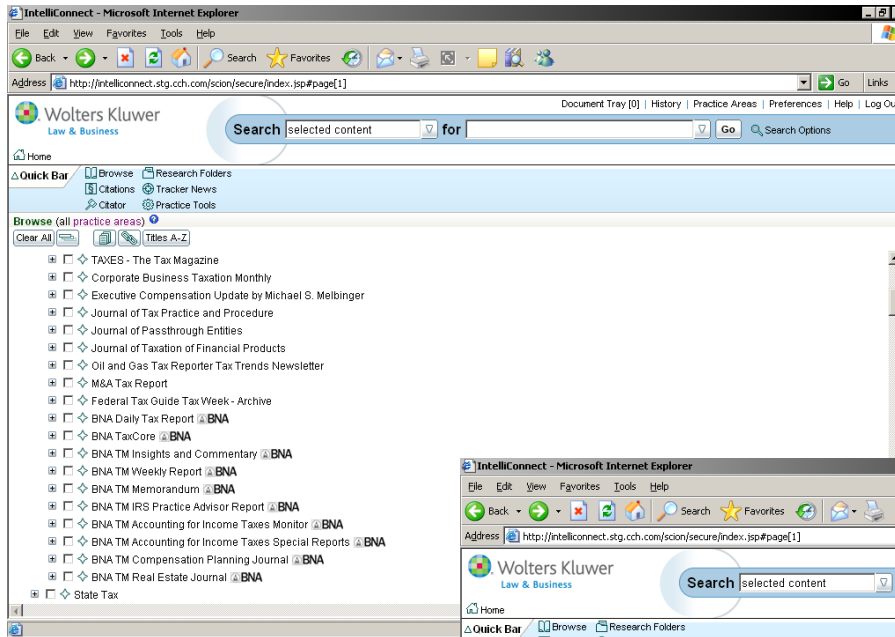 IntelliConnect - Microsoft Internet Explorer
File Edit View Favorites Tools Help
Back Search Favorites
Address http://intelliconnect.stg.cch.com/scion/secure/index.jsp#page[1] Go Links
Wolters Kluwer
Law & Business
Document Tray [0] | History | Practice Areas | Preferences | Help | Log Ou
Search selected content for Go Search Options
Home
Quick Bar Browse Research Folders
Citations Tracker News
Citator Practice Tools
Browse (all practice areas)
Clear All Titles A-Z
TAXES - The Tax Magazine
Corporate Business Taxation Monthly
Executive Compensation Update by Michael S. Melbinger
Journal of Tax Practice and Procedure
Journal of Passthrough Entities
Journal of Taxation of Financial Products
Oil and Gas Tax Reporter Tax Trends Newsletter
M&A Tax Report
Federal Tax Guide Tax Week - Archive
BNA Daily Tax Report BNA
BNA TaxCore BNA
BNA TM Insights and Commentary BNA
BNA TM Weekly Report BNA
BNA TM Memorandum BNA
BNA TM IRS Practice Advisor Report BNA
BNA TM Accounting for Income Taxes Monitor BNA
BNA TM Accounting for Income Taxes Special Reports BNA
BNA TM Compensation Planning Journal BNA
BNA TM Real Estate Journal BNA
State Tax
IntelliConnect - Microsoft Internet Explorer
File Edit View Favorites Tools Help
Back Search Favorites
Address http://intelliconnect.stg.cch.com/scion/secure/index.jsp#page[1]
Wolters Kluwer
Law & Business
Search selected content
Home
Quick Bar Browse Research Folders